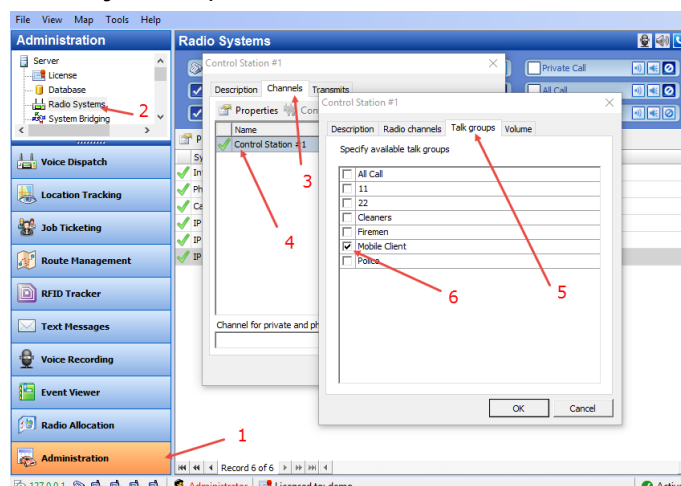 File View Map Tools Help
Administration
Radio Systems
Server
License
Database
Radio Systems
System Bridging
2
Voice Dispatch
Location Tracking
Job Ticketing
Route Management
RFID Tracker
Text Messages
Voice Recording
Event Viewer
Radio Allocation
Administration
1
Private Call
All Call
Control Station #1
Description Channels Transmits
Properties
Name
Control Station #1
3
4
Channel for private and ph
IP
IP
IP
Control Station #1
Description Radio channels Talk groups Volume
Specify available talk groups
All Call
11
22
Cleaners
Firemen
Mobile Client
Police
5
6
OK Cancel
Record 6 of 6
127.0.0.1
Administrator Licensed to: demo